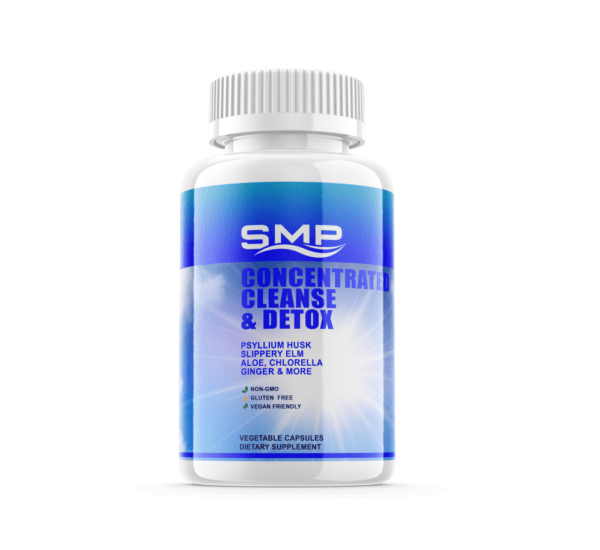 SMP
CONCENTRATED
CLEANSE
& DETOX
PSYLLIUM HUSK
SLIPPERY ELM
ALOE, CHLORELLA
GINGER & MORE
NON-GMO
GLUTEN FREE
VEGAN FRIENDLY
VEGETABLE CAPSULES
DIETARY SUPPLEMENT